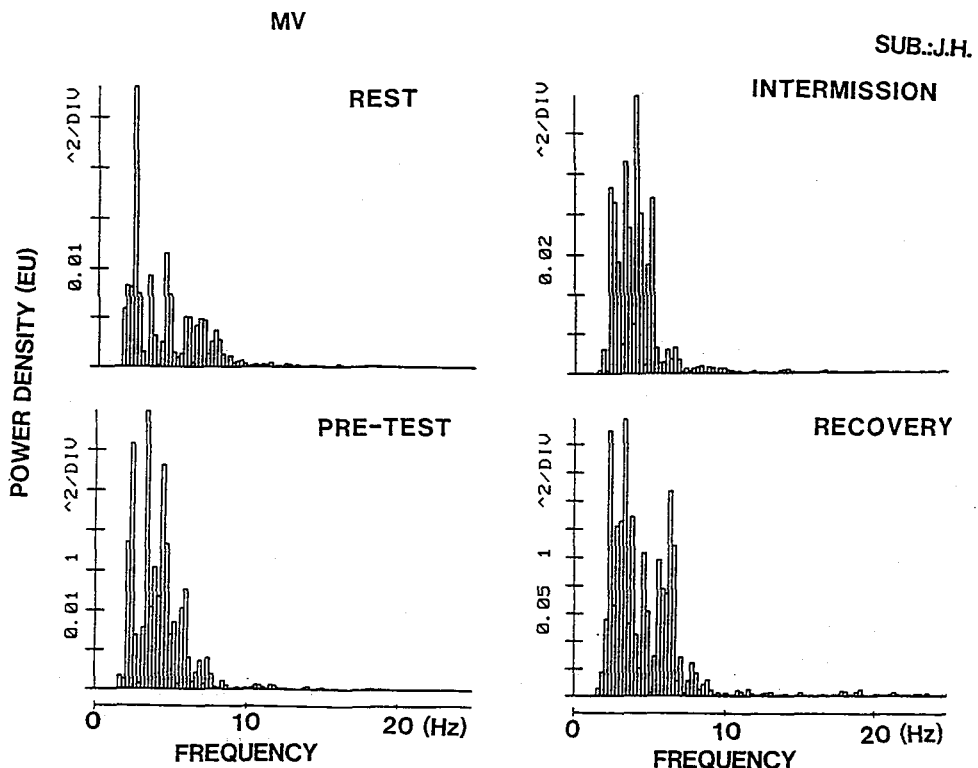 MV
SUB.:J.H.
REST
INTERMISSION
POWER DENSITY (EU)
0.01 ^2/DIV
0.02 ^2/DIV
PRE-TEST
RECOVERY
0.01 1 ^2/DIV
0.05 1 ^2/DIV
0 10 20 (Hz)
FREQUENCY
0 10 20 (Hz)
FREQUENCY